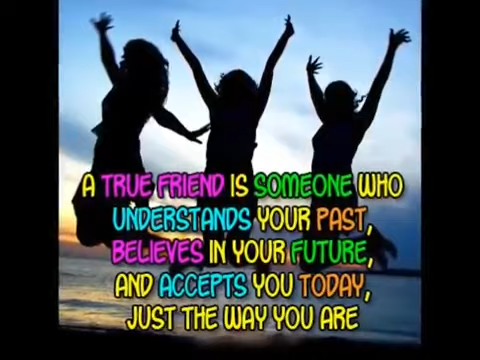 A TRUE FRIEND IS SOMEONE WHO
UNDERSTANDS YOUR PAST,
BELIEVES IN YOUR FUTURE,
AND ACCEPTS YOU TODAY,
JUST THE WAY YOU ARE